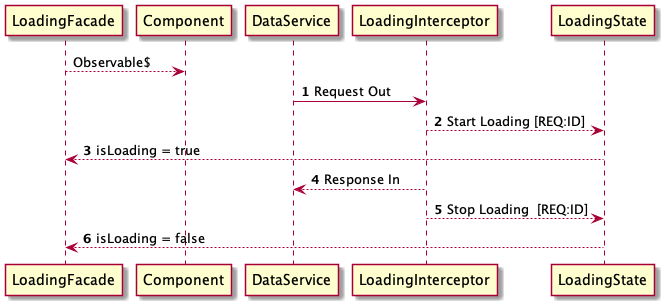 LoadingFacade Component DataService LoadingInterceptor LoadingState
Observable$
1 Request Out
2 Start Loading [REQ:ID]
3 isLoading = true
4 Response In
5 Stop Loading  [REQ:ID]
6 isLoading = false
LoadingFacade Component DataService LoadingInterceptor LoadingState